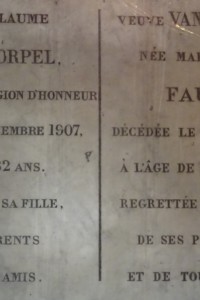 LAUME
ORPEL.
GION D'HONNEUR
EMBRE 1907,
2 ANS.
SA FILLE,
RENTS
AMIS.
VEUVE VAN
NÉE MAR
FAU
DÉCÉDÉE LE
À L'ÂGE DE
REGRETTÉE
DE SES P
ET DE TOU